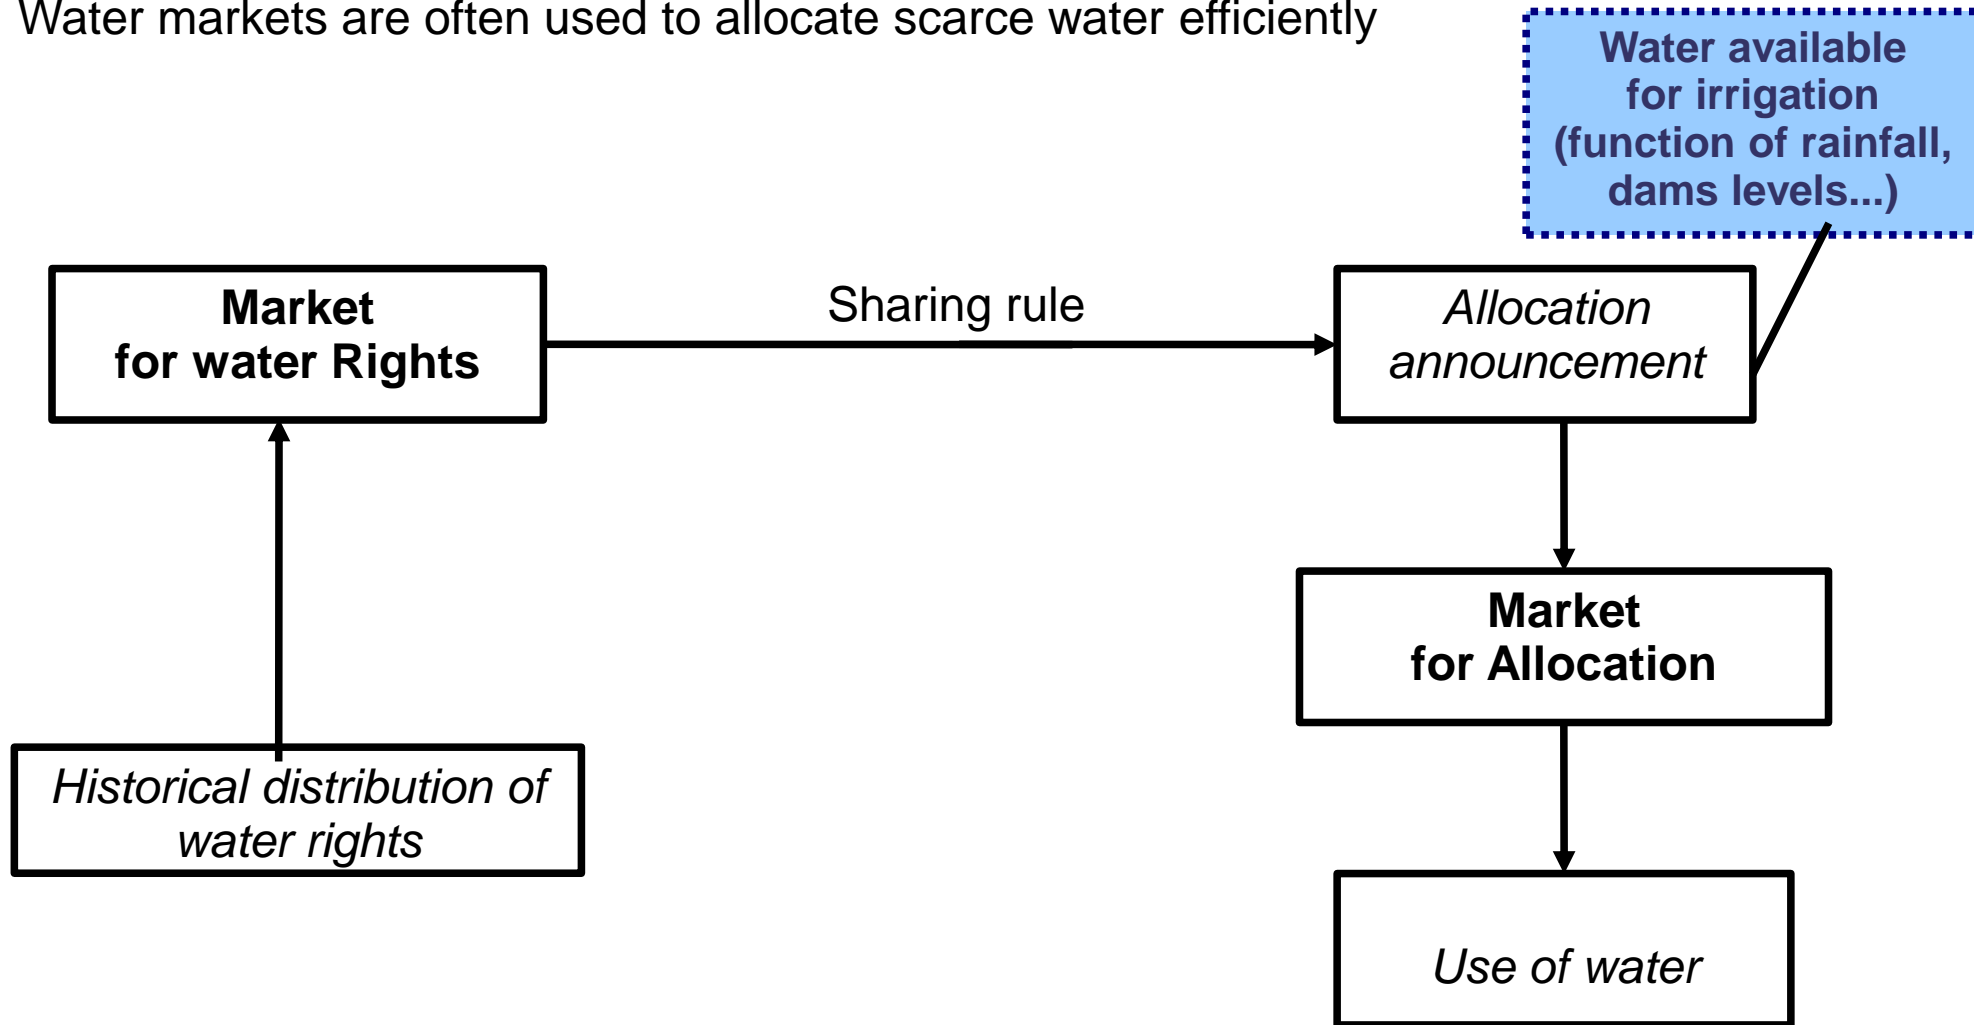 Water markets are often used to allocate scarce water efficiently
Water available
for irrigation
(function of rainfall,
dams levels...)
Market
for water Rights
Sharing rule
Allocation
announcement
Market
for Allocation
Historical distribution of
water rights
Use of water